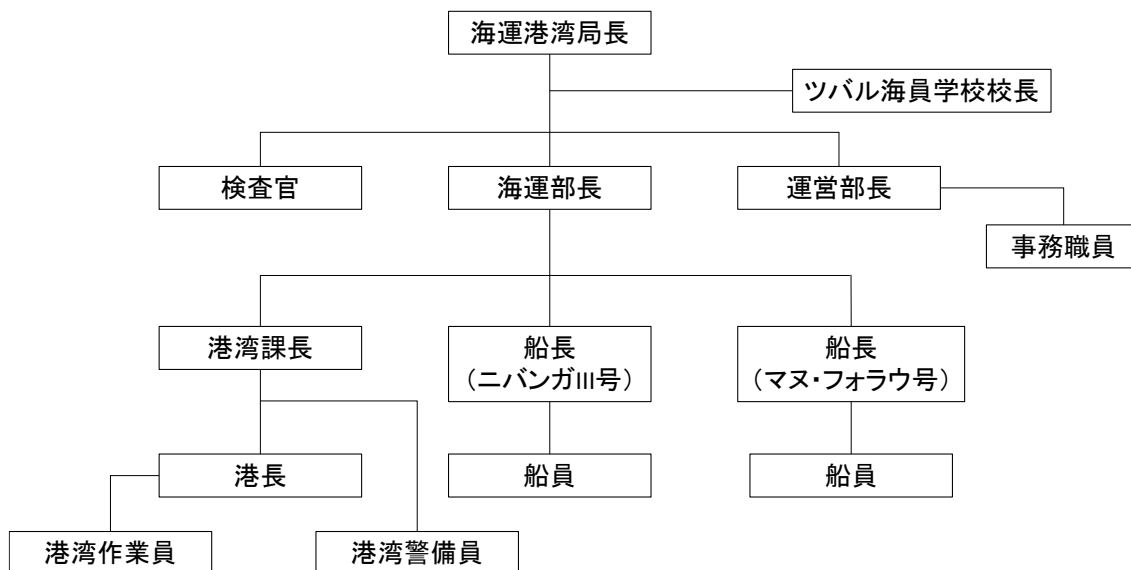 海運港湾局長
ツバル海員学校校長
検査官
海運部長
運営部長
事務職員
港湾課長
船長
（ニバンガIII号）
船長
（マヌ・フォラウ号）
港長
船員
船員
港湾作業員
港湾警備員